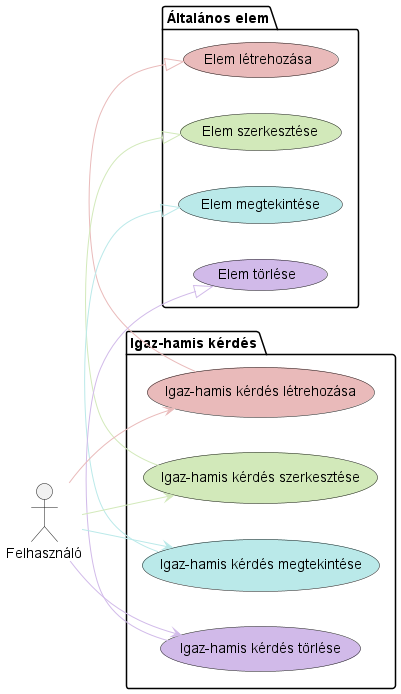 Általános elem
Elem létrehozása
Elem szerkesztése
Elem megtekintése
Elem törlése
Igaz-hamis kérdés
Igaz-hamis kérdés létrehozása
Igaz-hamis kérdés szerkesztése
Felhasználó
Igaz-hamis kérdés megtekintése
Igaz-hamis kérdés törlése